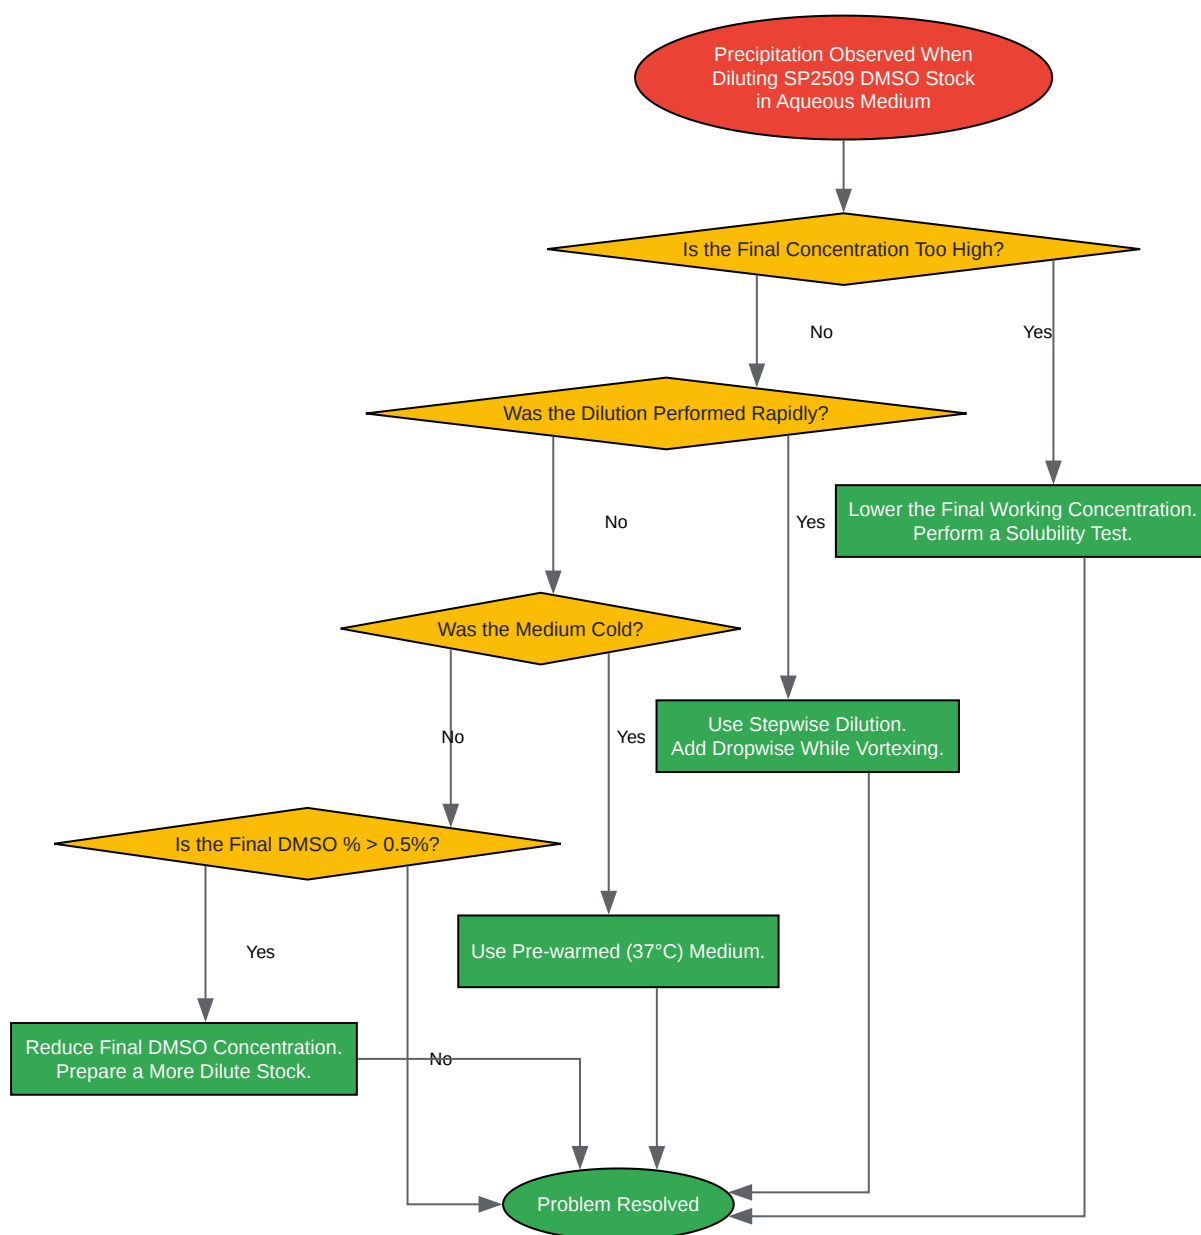 Precipitation Observed When
Diluting SP2509 DMSO Stock
in Aqueous Medium
Is the Final Concentration Too High?
No
Yes
Was the Dilution Performed Rapidly?
Lower the Final Working Concentration.
Perform a Solubility Test.
No
Yes
Was the Medium Cold?
Use Stepwise Dilution.
Add Dropwise While Vortexing.
No
Yes
Is the Final DMSO % > 0.5%?
Use Pre-warmed (37°C) Medium.
Yes
Reduce Final DMSO Concentration.
Prepare a More Dilute Stock.
No
Problem Resolved